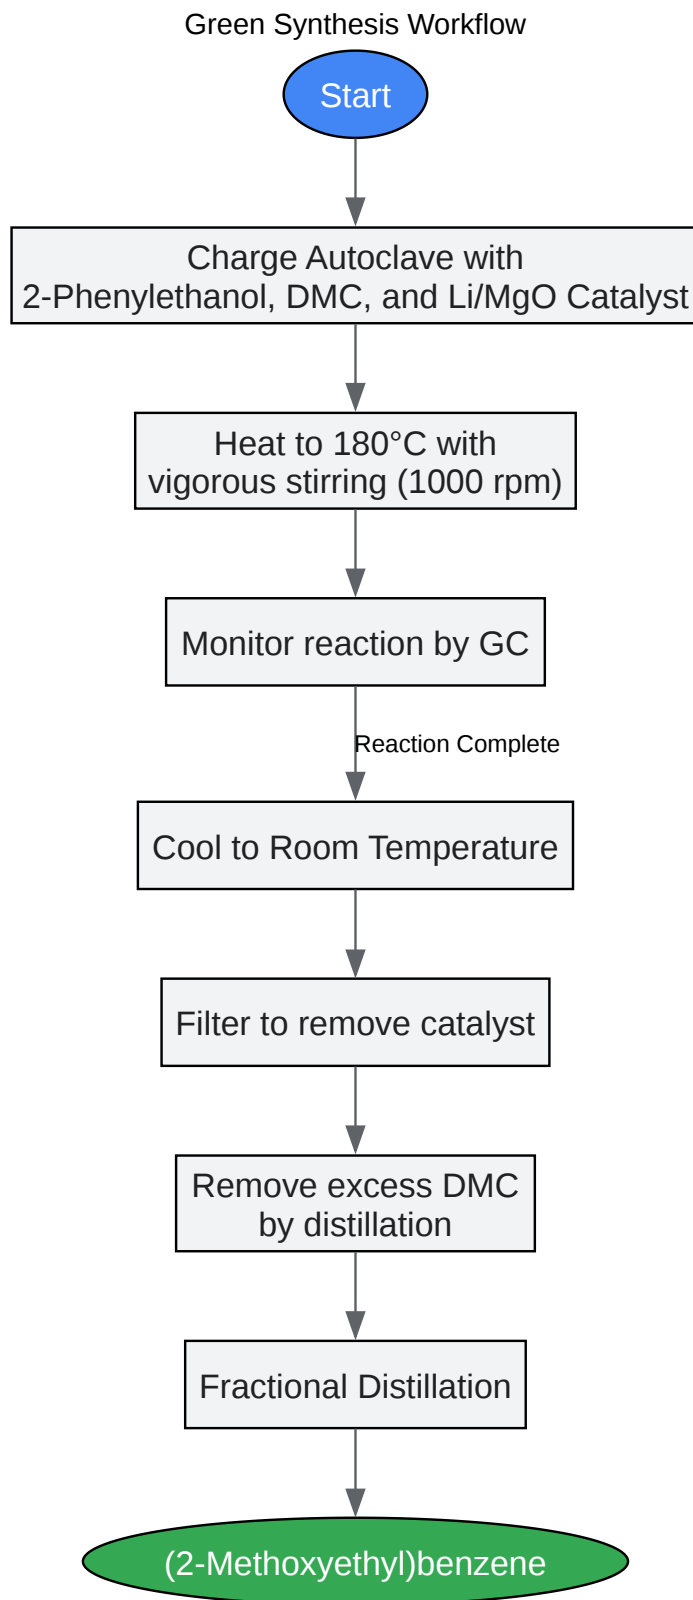 Green Synthesis Workflow
Start
Charge Autoclave with
2-Phenylethanol, DMC, and Li/MgO Catalyst
Heat to 180°C with
vigorous stirring (1000 rpm)
Monitor reaction by GC
Reaction Complete
Cool to Room Temperature
Filter to remove catalyst
Remove excess DMC
by distillation
Fractional Distillation
(2-Methoxyethyl)benzene